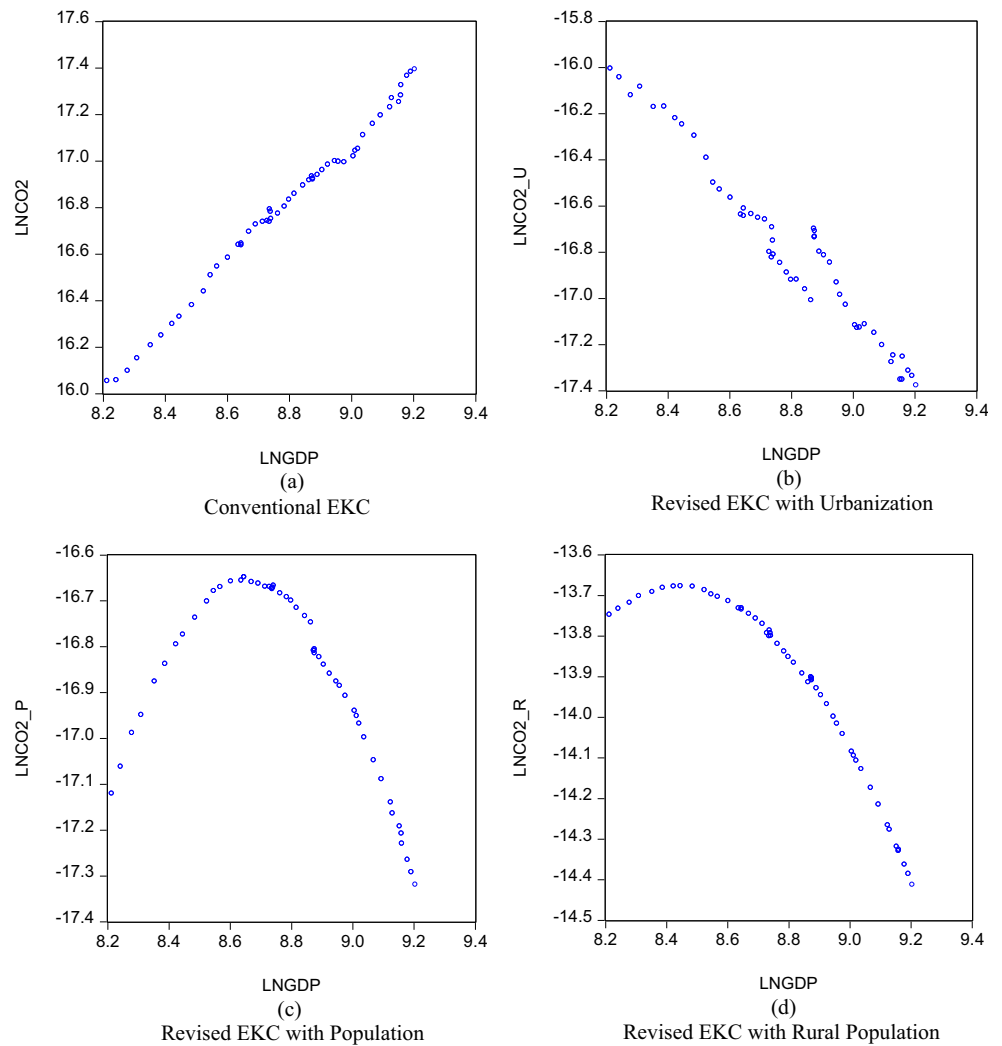 17.6
17.4
17.2
17.0
16.8
16.6
16.4
16.2
16.0
LNCO2
8.2 8.4 8.6 8.8 9.0 9.2 9.4
LNGDP
(a)
Conventional EKC
-15.8
-16.0
-16.2
-16.4
-16.6
-16.8
-17.0
-17.2
-17.4
LNCO2_U
8.2 8.4 8.6 8.8 9.0 9.2 9.4
LNGDP
(b)
Revised EKC with Urbanization
-16.6
-16.7
-16.8
-16.9
-17.0
-17.1
-17.2
-17.3
-17.4
LNCO2_P
8.2 8.4 8.6 8.8 9.0 9.2 9.4
LNGDP
(c)
Revised EKC with Population
-13.6
-13.7
-13.8
-13.9
-14.0
-14.1
-14.2
-14.3
-14.4
-14.5
LNCO2_R
8.2 8.4 8.6 8.8 9.0 9.2 9.4
LNGDP
(d)
Revised EKC with Rural Population